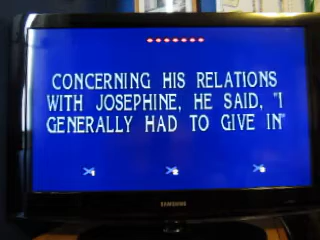 CONCERNING HIS RELATIONS
WITH JOSEPHINE, HE SAID, "I
GENERALLY HAD TO GIVE IN"
SAMSUNG